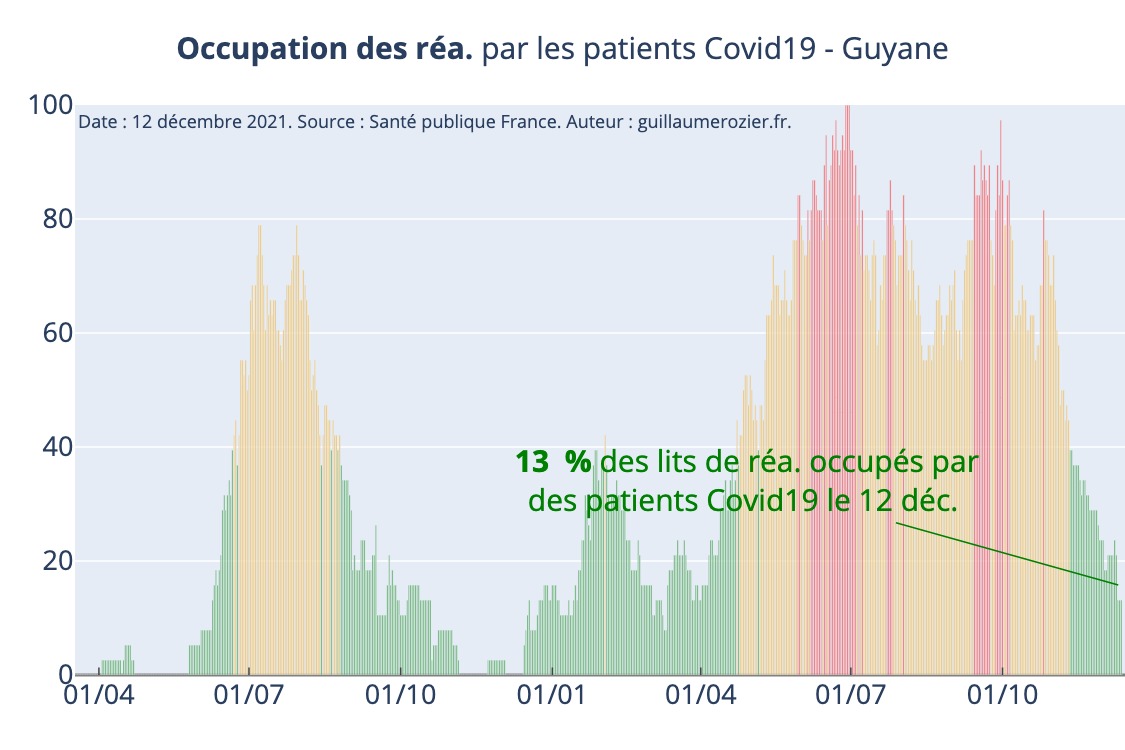 Occupation des réa. par les patients Covid19 - Guyane
100
Date : 12 décembre 2021. Source : Santé publique France. Auteur : guillaumerozier.fr.
80
60
40
13 % des lits de réa. occupés par
des patients Covid19 le 12 déc.
20
0
01/04 01/07 01/10 01/01 01/04 01/07 01/10